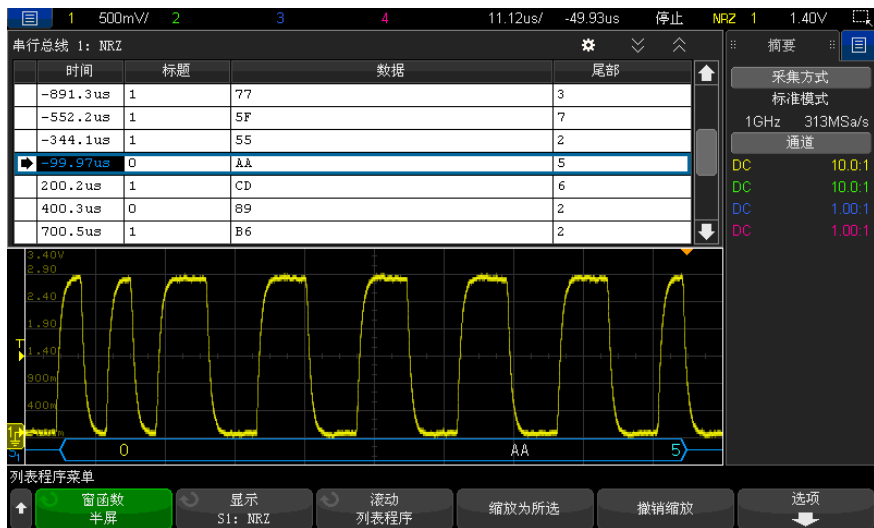 1 500mV/ 2 3 4 11.12us/ -49.93us 停止 NRZ 1 1.40V
串行总线 1: NRZ
摘要
时间 标题 数据 尾部
-891.3us 1 77 3
-552.2us 1 5F 7
-344.1us 1 55 2
-99.97us 0 AA 5
200.2us 1 CD 6
400.3us 0 89 2
700.5us 1 B6 2
采集方式
标准模式
1GHz 313MSa/s
通道
DC 10.0:1
DC 10.0:1
DC 1.00:1
DC 1.00:1
3.40V
2.90
2.40
1.90
T
1.40
900m
400m
1
S1 0 AA 5
列表程序菜单
窗函数
半屏
显示
S1: NRZ
滚动
列表程序
缩放为所选
撤销缩放
选项